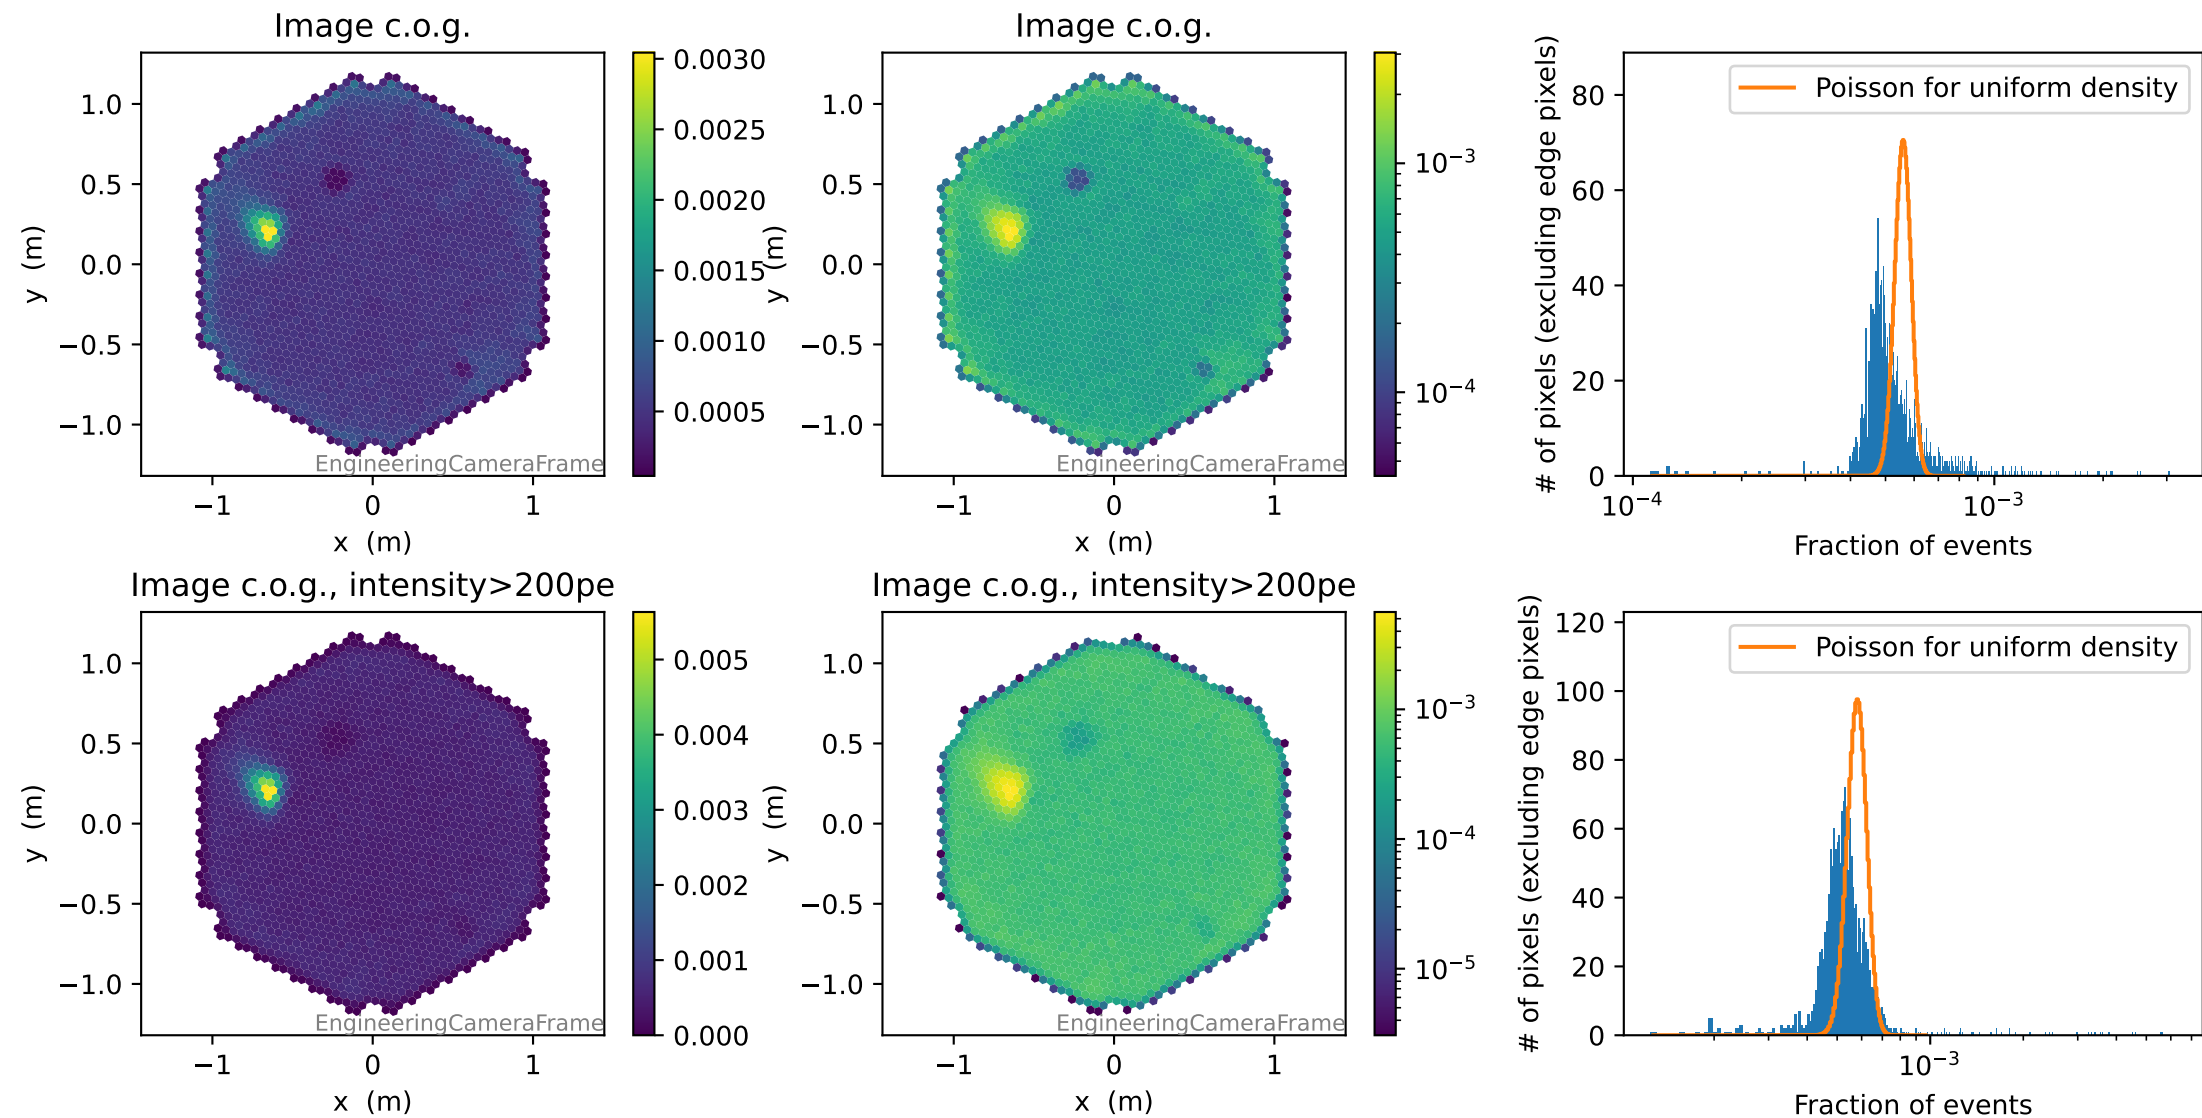 Image c.o.g.
1.0
0.5
0.0
−0.5
−1.0
y (m)
−1 0 1
x (m)
EngineeringCameraFrame
0.0030
0.0025
0.0020
0.0015
0.0010
0.0005
Image c.o.g.
1.0
0.5
0.0
−0.5
−1.0
y (m)
−1 0 1
x (m)
EngineeringCameraFrame
10⁻³
10⁻⁴
# of pixels (excluding edge pixels)
80
60
40
20
0
Poisson for uniform density
10⁻⁴ 10⁻³
Fraction of events
Image c.o.g., intensity>200pe
1.0
0.5
0.0
−0.5
−1.0
y (m)
−1 0 1
x (m)
EngineeringCameraFrame
0.005
0.004
0.003
0.002
0.001
0.000
Image c.o.g., intensity>200pe
1.0
0.5
0.0
−0.5
−1.0
y (m)
−1 0 1
x (m)
EngineeringCameraFrame
10⁻³
10⁻⁴
10⁻⁵
# of pixels (excluding edge pixels)
120
100
80
60
40
20
0
Poisson for uniform density
10⁻³
Fraction of events